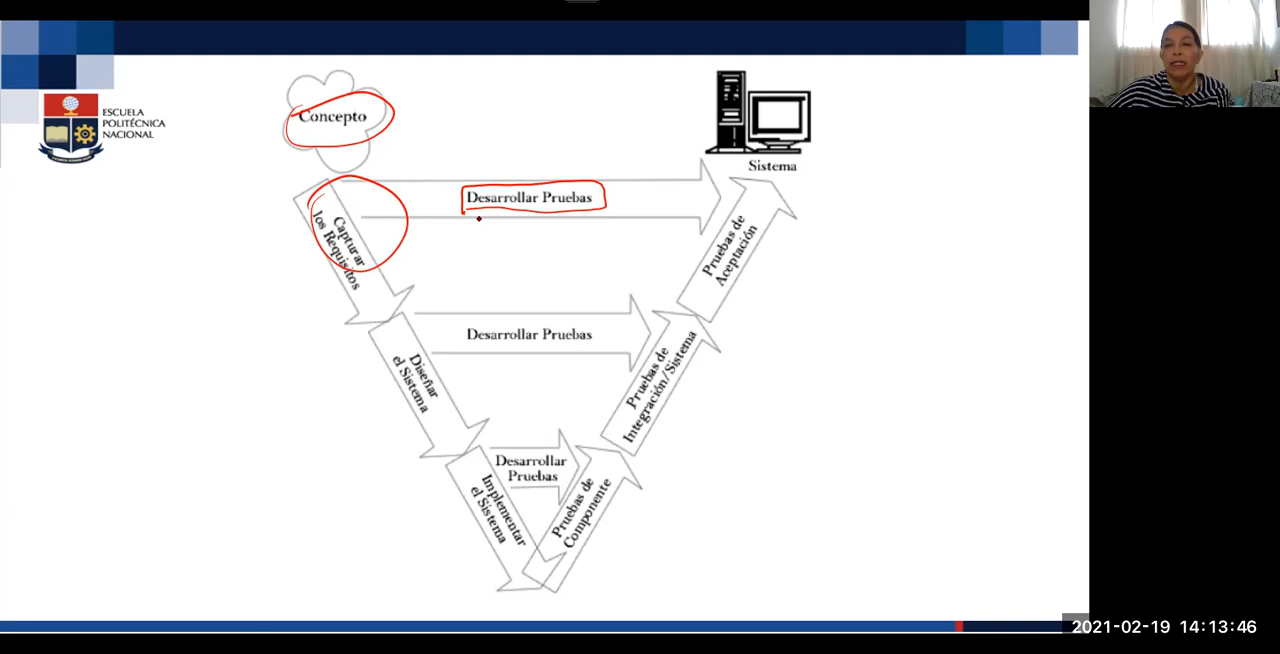 ESCUELA
POLITÉCNICA
NACIONAL
Concepto
Sistema
Desarrollar Pruebas
Capturar
los Requisitos
Pruebas de
Aceptación
Desarrollar Pruebas
Diseñar
el Sistema
Pruebas de
Integración/Sistema
Desarrollar
Pruebas
Implementar
el Sistema
Pruebas de
Componente
2021-02-19 14:13:46